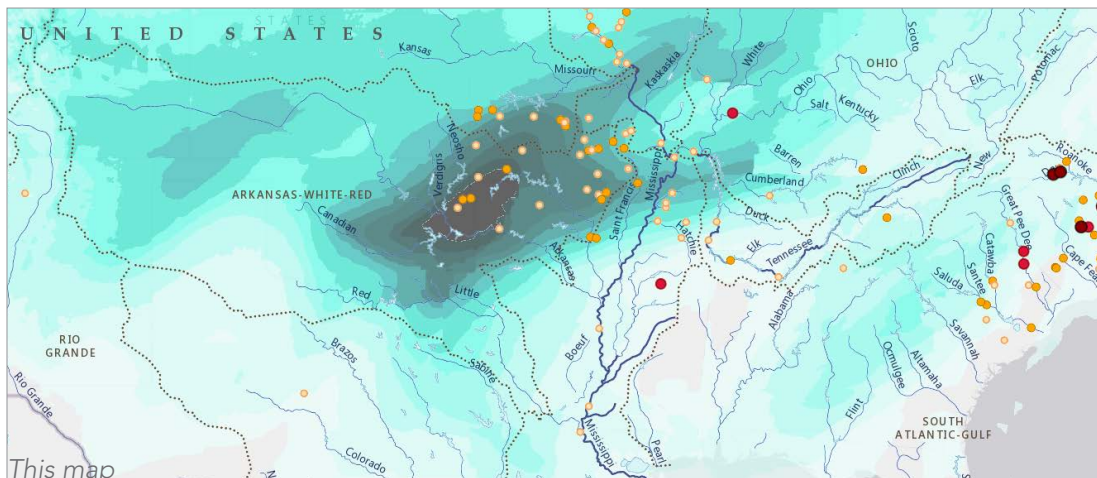 STATES
UNITED STATES
Kansas
Missouri
Kaskaskia
White
Scioto
OHIO
Elk
Potomac
Ohio
Salt
Kentucky
Neosho
Verdigris
Mississippi
Barren
Cumberland
Clinch
New
Roanoke
ARKANSAS-WHITE-RED
Canadian
Saint Francis
Duck
Hatchie
Elk
Tennessee
Great Pee Dee
Catawba
Cape Fea
Santee
Saluda
Arkansas
Red
Little
Alabama
Savannah
RIO
GRANDE
Brazos
Sabine
Boeuf
Ocmulgee
Altamaha
Rio Grande
Flint
SOUTH
ATLANTIC-GULF
Mississippi
Pearl
Colorado
N
S
This map